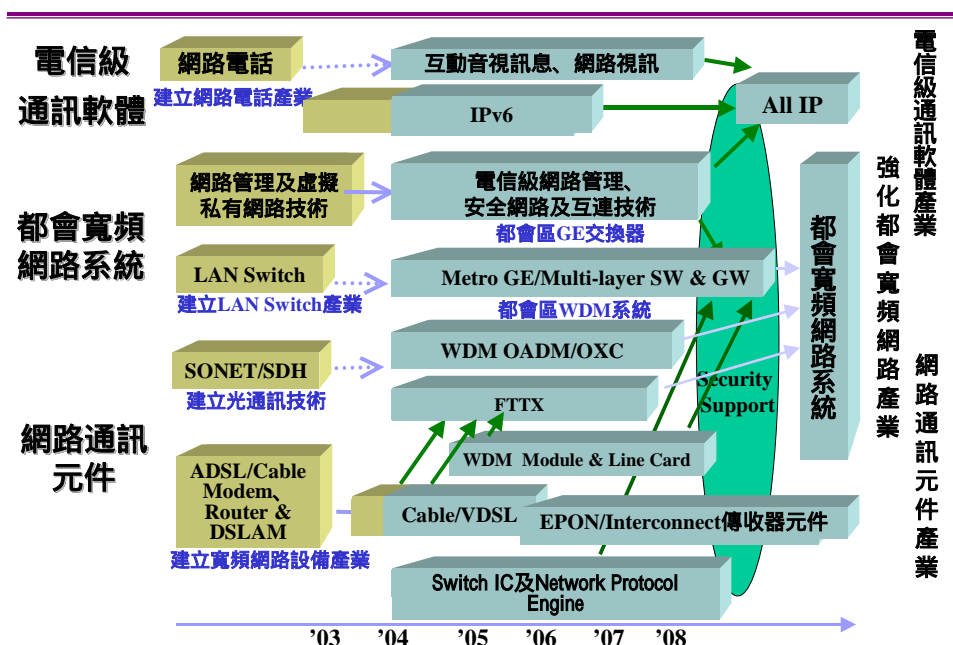 電信級
通訊軟體
網路電話
建立網路電話產業
互動音視訊息、網路視訊
IPv6
All IP
都會寬頻
網路系統
網路管理及虛擬
私有網路技術
電信級網路管理、
安全網路及互連技術
都會區GE交換器
LAN Switch
建立LAN Switch產業
Metro GE/Multi-layer SW & GW
都會區WDM系統
SONET/SDH
建立光通訊技術
WDM OADM/OXC
FTTX
Security
Support
網路通訊
元件
ADSL/Cable
Modem、
Router &
DSLAM
建立寬頻網路設備產業
WDM Module & Line Card
Cable/VDSL
EPON/Interconnect傳收器元件
Switch IC及Network Protocol
Engine
都會寬頻網路系統
強化都會寬頻網路產業
電信級通訊軟體產業
網路通訊元件產業
’03 ’04 ’05 ’06 ’07 ’08